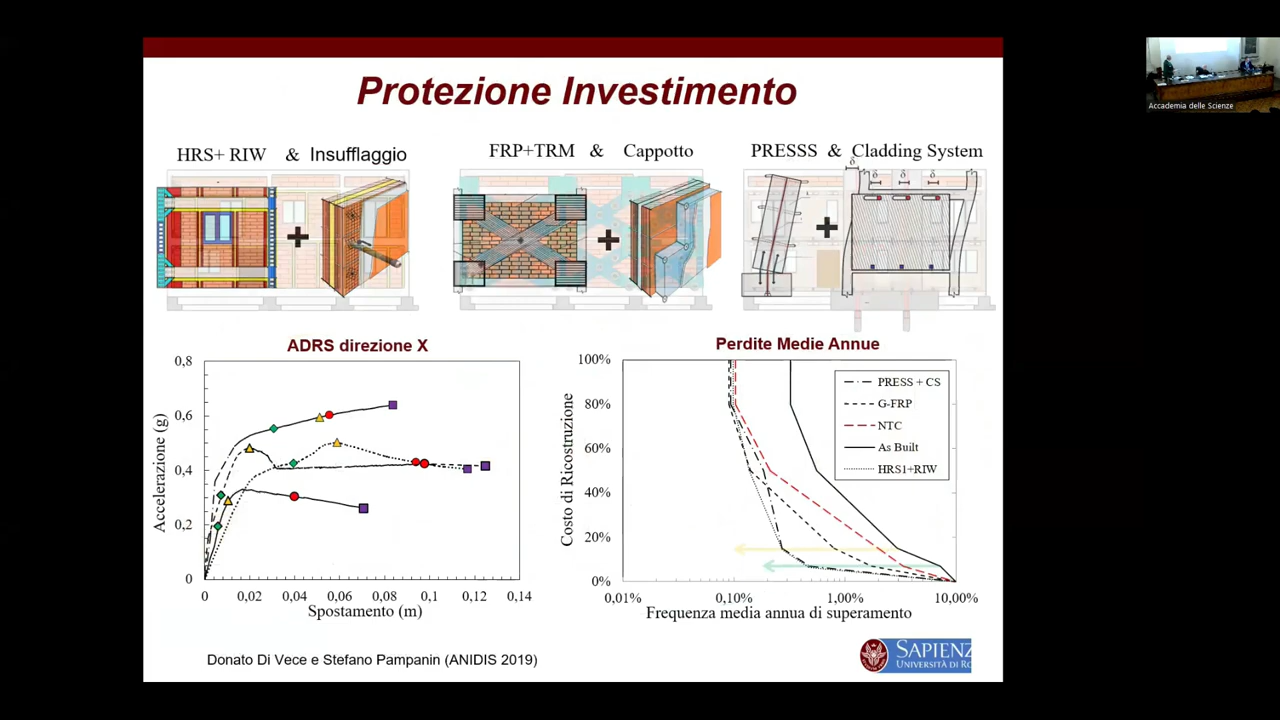 Protezione Investimento
HRS+ RIW & Insufflaggio
FRP+TRM & Cappotto
PRESSS & Cladding System
δ
δ δ δ
+
+
+
ADRS direzione X
Accelerazione (g)
0,8
0,6
0,4
0,2
0
0 0,02 0,04 0,06 0,08 0,1 0,12 0,14
Spostamento (m)
Perdite Medie Annue
Costo di Ricostruzione
100%
80%
60%
40%
20%
0%
PRESS + CS
G-FRP
NTC
As Built
HRS1+RIW
0,01% 0,10% 1,00% 10,00%
Frequenza media annua di superamento
Donato Di Vece e Stefano Pampanin (ANIDIS 2019)
SAPIENZ
UNIVERSITÀ DI RO
Accademia delle Scienze